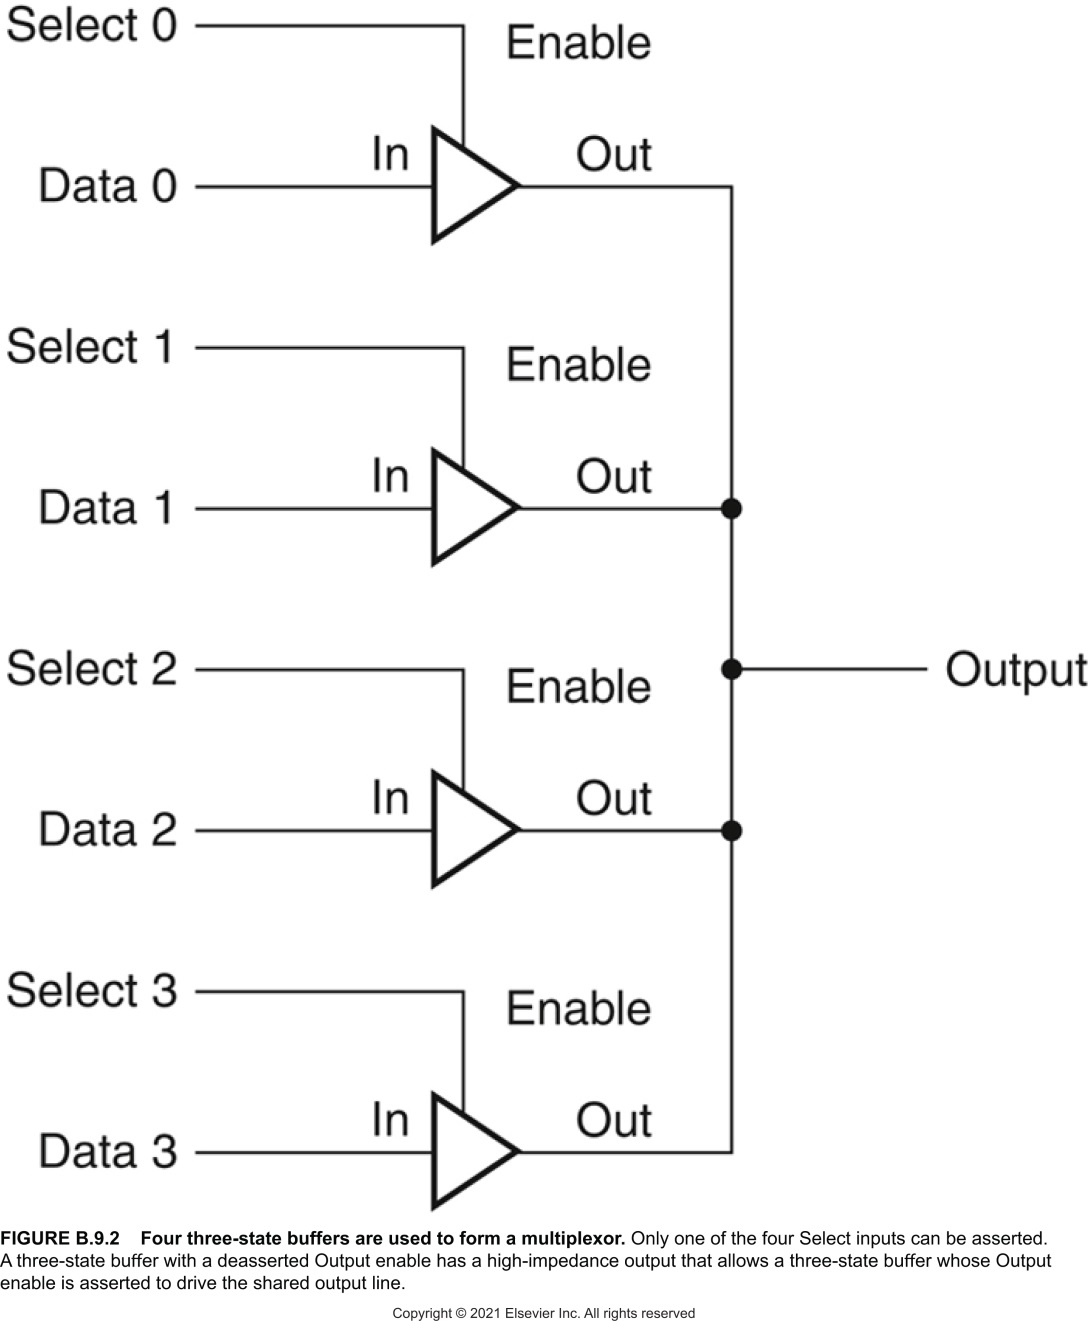 Select 0
Enable
In
Out
Data 0
Select 1
Enable
In
Out
Data 1
Select 2
Output
Enable
In
Out
Data 2
Select 3
Enable
In
Out
Data 3
FIGURE B.9.2 Four three-state buffers are used to form a multiplexor. Only one of the four Select inputs can be asserted.
A three-state buffer with a deasserted Output enable has a high-impedance output that allows a three-state buffer whose Output
enable is asserted to drive the shared output line.
Copyright © 2021 Elsevier Inc. All rights reserved